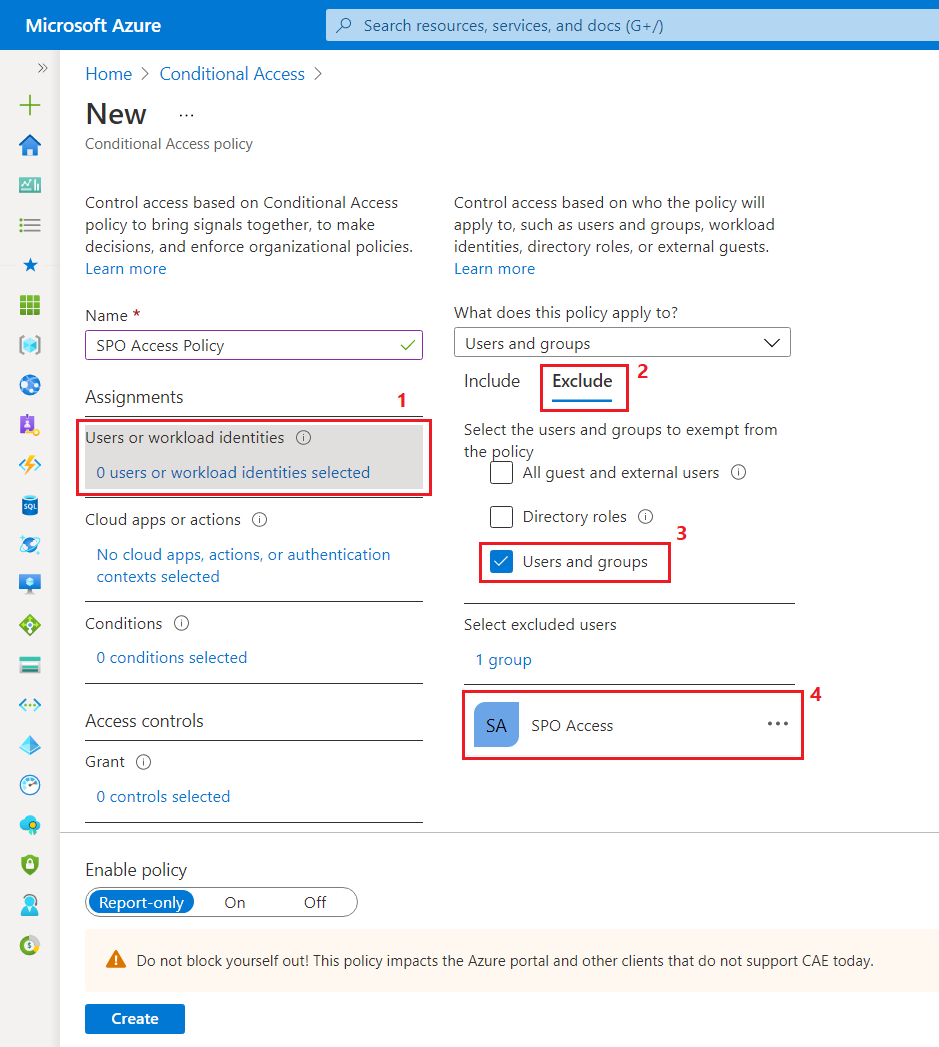 Microsoft Azure
Search resources, services, and docs (G+/)
Home
Conditional Access
New
...
Conditional Access policy
Control access based on Conditional Access
policy to bring signals together, to make
decisions, and enforce organizational policies.
Learn more
Name *
SPO Access Policy
Assignments
1
Users or workload identities
0 users or workload identities selected
Cloud apps or actions
No cloud apps, actions, or authentication
contexts selected
Conditions
0 conditions selected
Access controls
Grant
0 controls selected
Control access based on who the policy will
apply to, such as users and groups, workload
identities, directory roles, or external guests.
Learn more
What does this policy apply to?
Users and groups
Include
Exclude
2
Select the users and groups to exempt from
the policy
All guest and external users
Directory roles
3
Users and groups
Select excluded users
1 group
4
SA
SPO Access
Enable policy
Report-only On Off
Do not block yourself out! This policy impacts the Azure portal and other clients that do not support CAE today.
Create
SQL